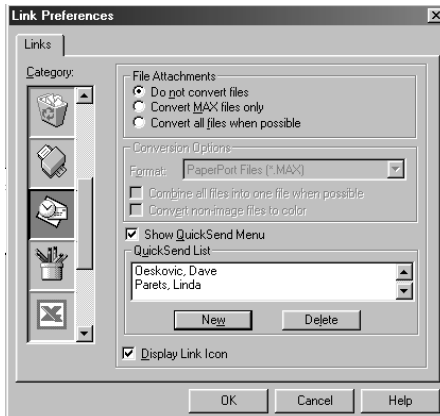 Link Preferences
Links
Category:
File Attachments
Do not convert files
Convert MAX files only
Convert all files when possible
Conversion Options
Format: PaperPort Files (*.MAX)
Combine all files into one file when possible
Convert non-image files to color
Show QuickSend Menu
QuickSend List
Oeskovic, Dave
Parets, Linda
New Delete
Display Link Icon
OK Cancel Help